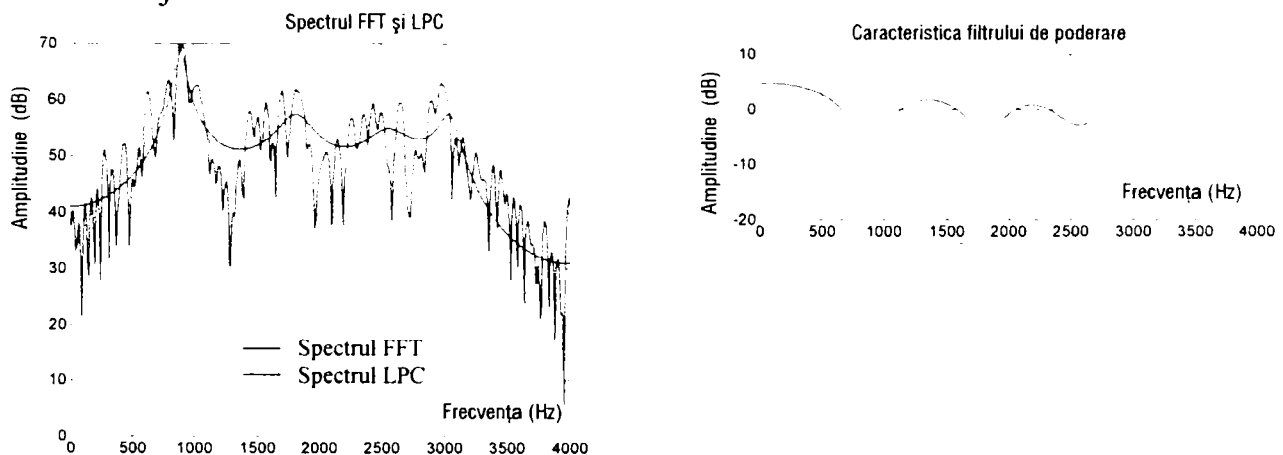 Spectrul FFT şi LPC
Amplitudine (dB)
70
60
50
40
30
20
10
0
0 500 1000 1500 2000 2500 3000 3500 4000
Frecvenţa (Hz)
Spectrul FFT
Spectrul LPC
Caracteristica filtrului de poderare
Amplitudine (dB)
10
0
-10
-20
0 500 1000 1500 2000 2500 3000 3500 4000
Frecvenţa (Hz)